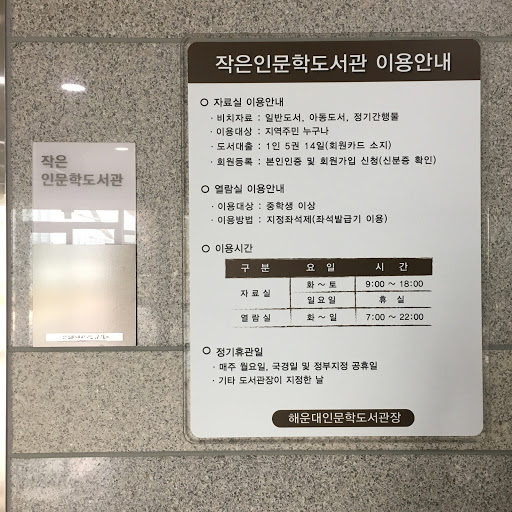 작은
인문학도서관
작은인문학도서관 이용안내
○ 자료실 이용안내
· 비치자료 : 일반도서, 아동도서, 정기간행물
· 이용대상 : 지역주민 누구나
· 도서대출 : 1인 5권 14일(회원카드 소지)
· 회원등록 : 본인인증 및 회원가입 신청(신분증 확인)
○ 열람실 이용안내
· 이용대상 : 중학생 이상
· 이용방법 : 지정좌석제(좌석발급기 이용)
○ 이용시간
구 분 요 일 시 간
자 료 실 화 ~ 토 9:00 ~ 18:00
일요일 휴 실
열 람 실 화 ~ 일 7:00 ~ 22:00
○ 정기휴관일
· 매주 월요일, 국경일 및 정부지정 공휴일
· 기타 도서관장이 지정한 날
해운대인문학도서관장